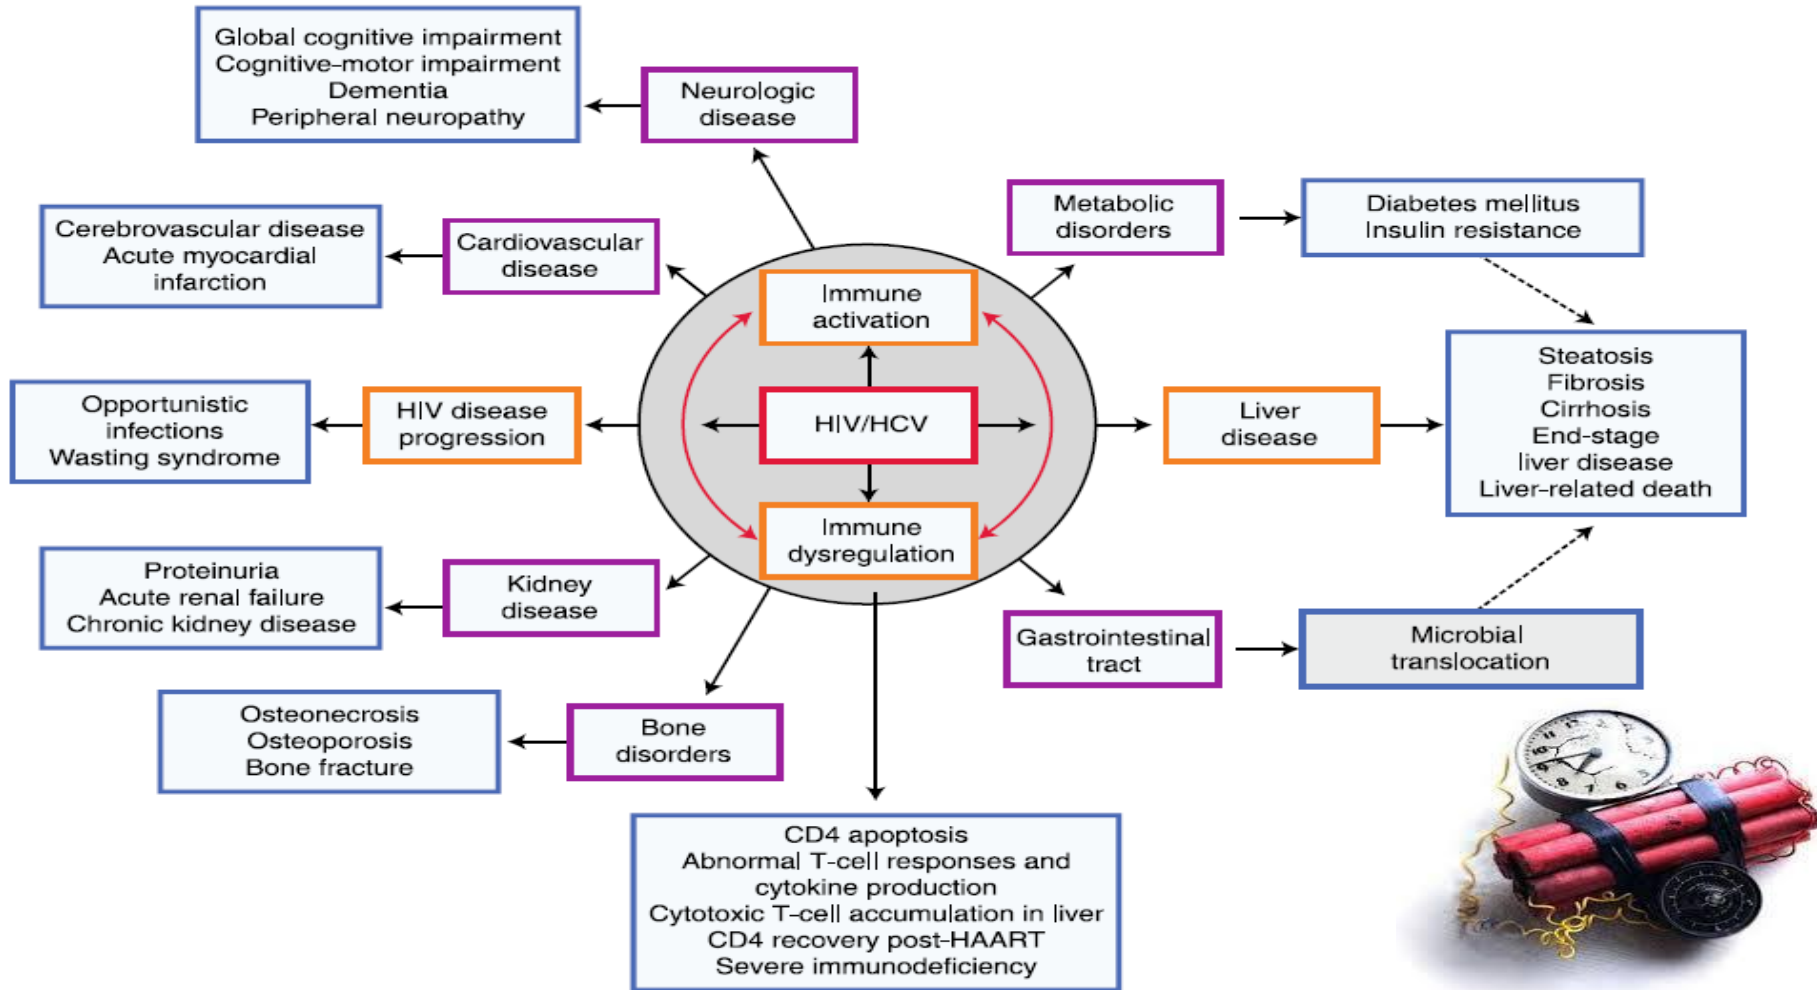 Global cognitive impairment
Cognitive-motor impairment
Dementia
Peripheral neuropathy
Neurologic
disease
Metabolic
disorders
Diabetes mellitus
Insulin resistance
Cerebrovascular disease
Acute myocardial
infarction
Cardiovascular
disease
Immune
activation
Steatosis
Fibrosis
Cirrhosis
End-stage
liver disease
Liver-related death
Opportunistic
infections
Wasting syndrome
HIV disease
progression
HIV/HCV
Liver
disease
Immune
dysregulation
Proteinuria
Acute renal failure
Chronic kidney disease
Kidney
disease
Gastrointestinal
tract
Microbial
translocation
Osteonecrosis
Osteoporosis
Bone fracture
Bone
disorders
CD4 apoptosis
Abnormal T-cell responses and
cytokine production
Cytotoxic T-cell accumulation in liver
CD4 recovery post-HAART
Severe immunodeficiency